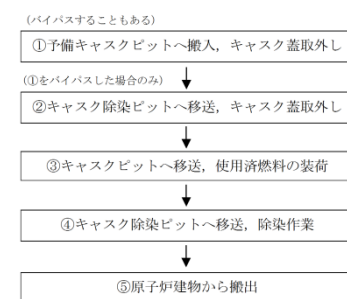 (バイパスすることもある)
①予備キャスクピットへ搬入，キャスク蓋取外し
(①をバイパスした場合のみ)
②キャスク除染ピットへ移送，キャスク蓋取外し
③キャスクピットへ移送，使用済燃料の装荷
④キャスク除染ピットへ移送，除染作業
⑤原子炉建物から搬出